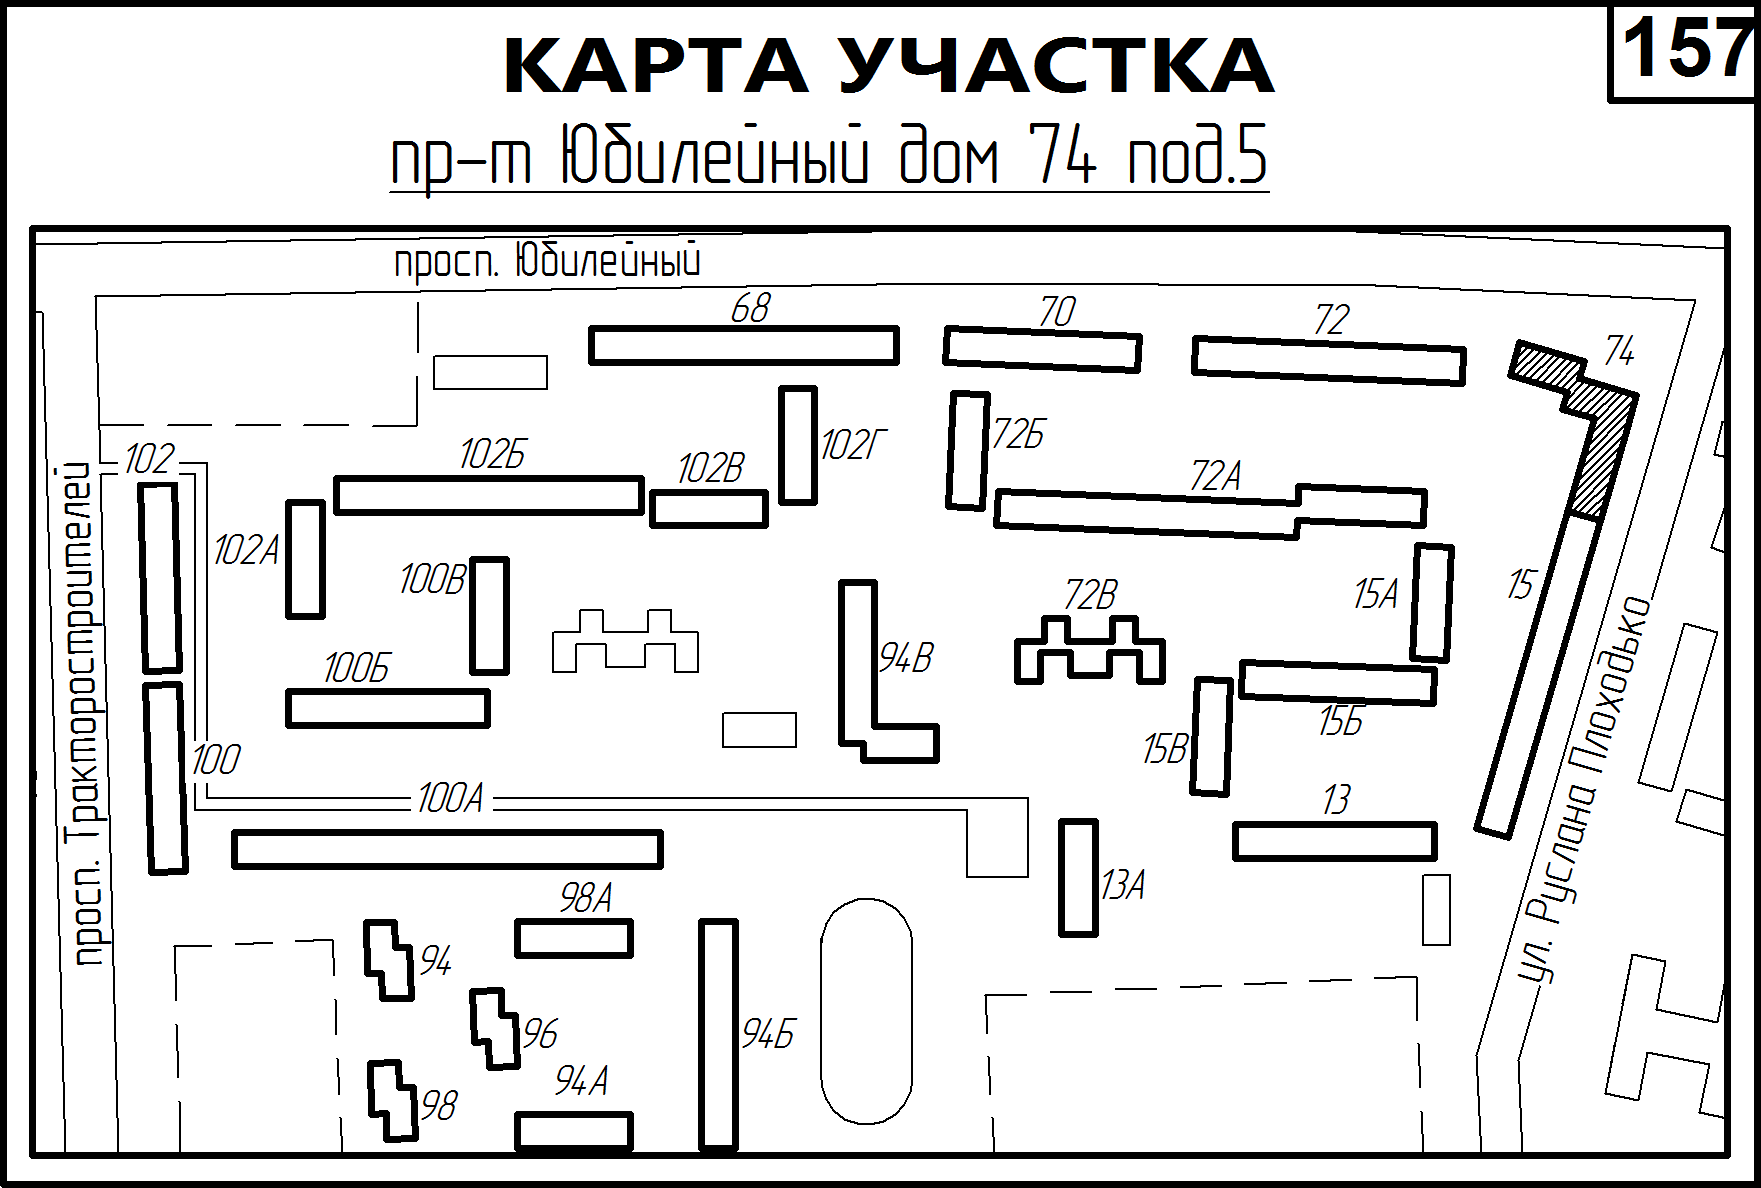 157
КАРТА УЧАСТКА
пр-т Юбилейный дом 74 под.5
просп. Юбилейный
68
70
72
74
102
102Б
102В
102Г
72Б
72А
102А
100В
15А
15
72В
100Б
94В
15Б
15В
100
100А
13
просп. Тракторостроителей
ул. Руслана Плоходько
13А
98А
94
96
94Б
94А
98